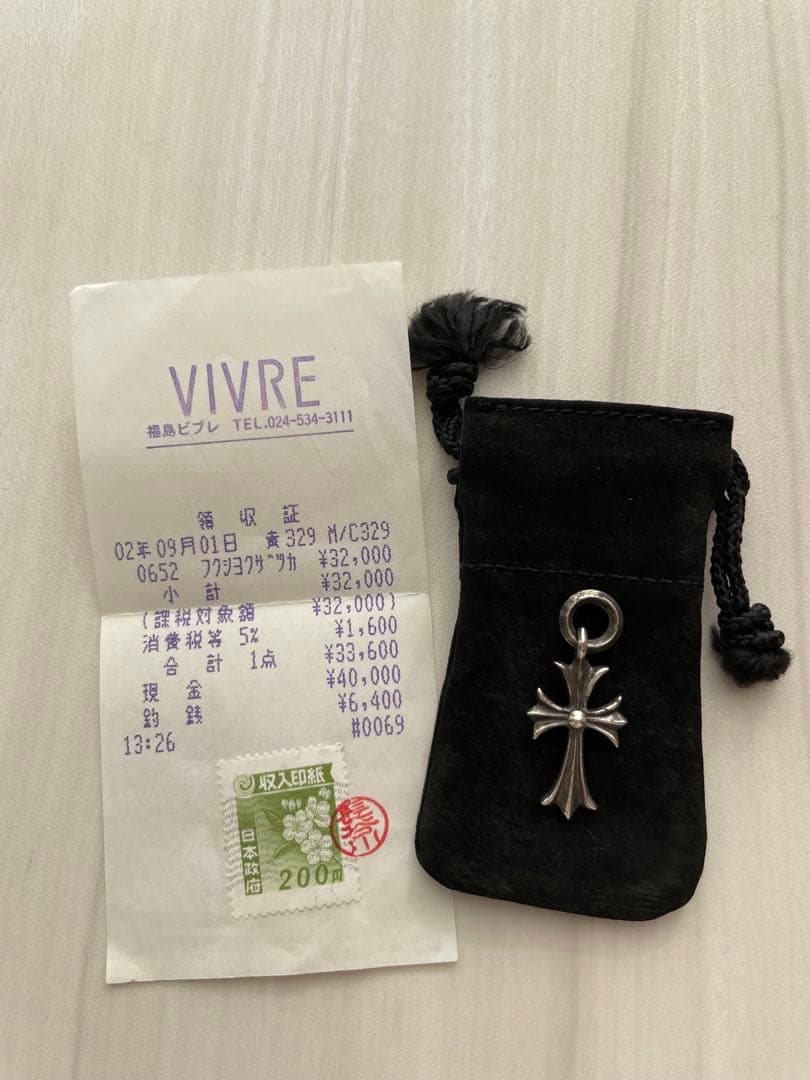 VIVRE
福島ビブレ TEL.024-534-3111
領収証
02年09月01日 責329 M/C329
0652 フクシヨクザツカ ¥32,000
小計 ¥32,000
(課税対象額 ¥32,000)
消費税等 5% ¥1,600
合計 1点 ¥33,600
現金 ¥40,000
釣銭 ¥6,400
13:26 #0069
収入印紙
日本政府
200円